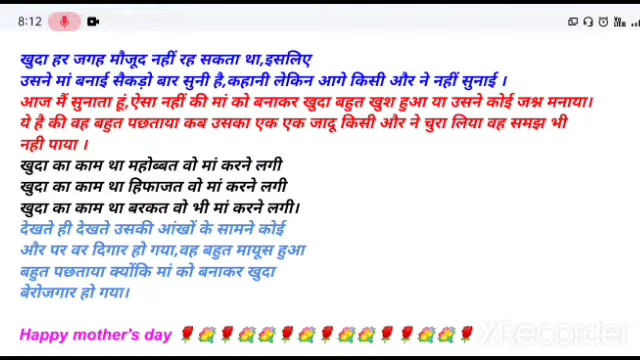 8:12
खुदा हर जगह मौजूद नहीं रह सकता था,इसलिए
उसने मां बनाई सैकड़ो बार सुनी है,कहानी लेकिन आगे किसी और ने नहीं सुनाई ।
आज मैं सुनाता हूं,ऐसा नहीं की मां को बनाकर खुदा बहुत खुश हुआ या उसने कोई जश्न मनाया।
ये है की वह बहुत पछताया कब उसका एक एक जादू किसी और ने चुरा लिया वह समझ भी
नही पाया ।
खुदा का काम था महोब्बत वो मां करने लगी
खुदा का काम था हिफाजत वो मां करने लगी
खुदा का काम था बरकत वो भी मां करने लगी।
देखते ही देखते उसकी आंखों के सामने कोई
और पर वर दिगार हो गया,वह बहुत मायूस हुआ
बहुत पछताया क्योंकि मां को बनाकर खुदा
बेरोजगार हो गया।
Happy mother's day 🌹💐🌹💐💐🌹💐🌹💐💐🌹🌹💐💐🌹
XRecorder